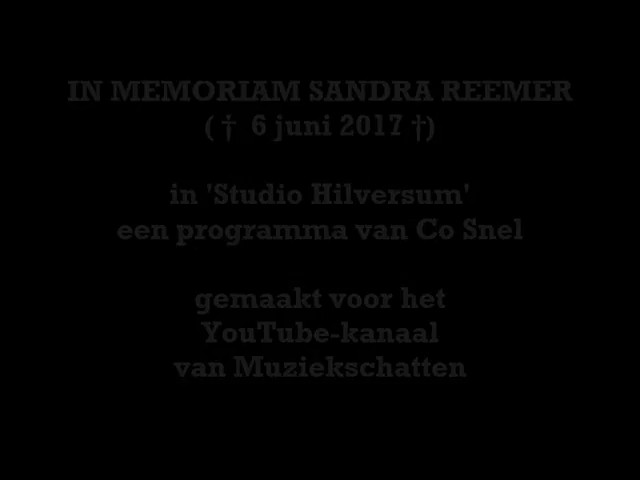 IN MEMORIAM SANDRA REEMER
( † 6 juni 2017 †)
in 'Studio Hilversum'
een programma van Co Snel
gemaakt voor het
YouTube-kanaal
van Muziekschatten